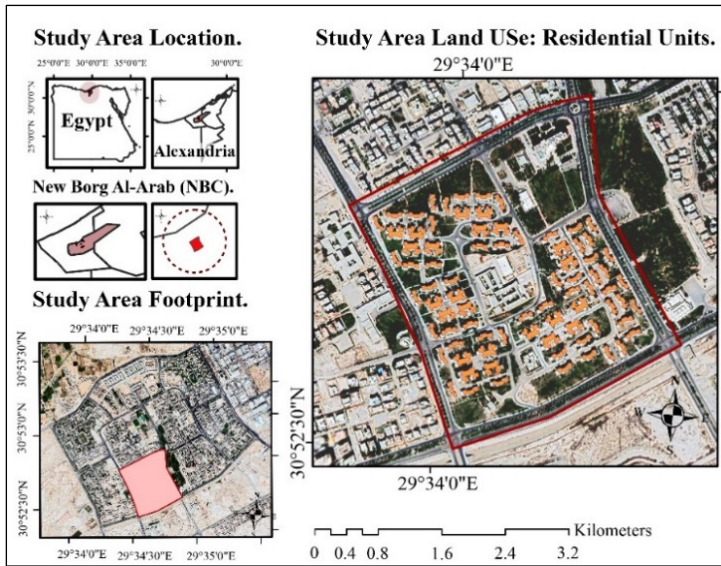 Study Area Location.
25°0'0"E 30°0'0"E 35°0'0"E
30°0'0"N
25°0'0"N
Egypt
30°0'0"E
Alexandria
New Borg Al-Arab (NBC).
Study Area Footprint.
29°34'0"E 29°34'30"E 29°35'0"E
30°53'30"N
30°53'0"N
30°52'30"N
29°34'0"E 29°34'30"E 29°35'0"E
Study Area Land USe: Residential Units.
29°34'0"E
30°52'30"N
N
W
S
29°34'0"E
Kilometers
0 0.4 0.8 1.6 2.4 3.2